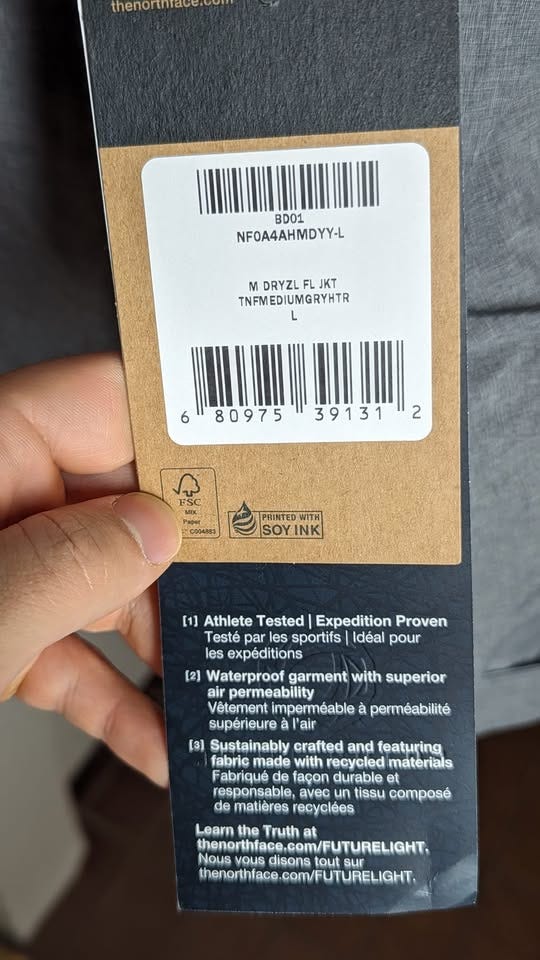 thenorthface.com
BD01
NF0A4AHMDYY-L
M DRYZL FL JKT
TNFMEDIUMGRYHTR
L
6 80975 39131 2
FSC
MIX
Paper
C004883
PRINTED WITH
SOY INK
[1] Athlete Tested | Expedition Proven
Testé par les sportifs | Idéal pour
les expéditions
[2] Waterproof garment with superior
air permeability
Vêtement imperméable à perméabilité
supérieure à l'air
[3] Sustainably crafted and featuring
fabric made with recycled materials
Fabriqué de façon durable et
responsable, avec un tissu composé
de matières recyclées
Learn the Truth at
thenorthface.com/FUTURELIGHT.
Nous vous disons tout sur
thenorthface.com/FUTURELIGHT.